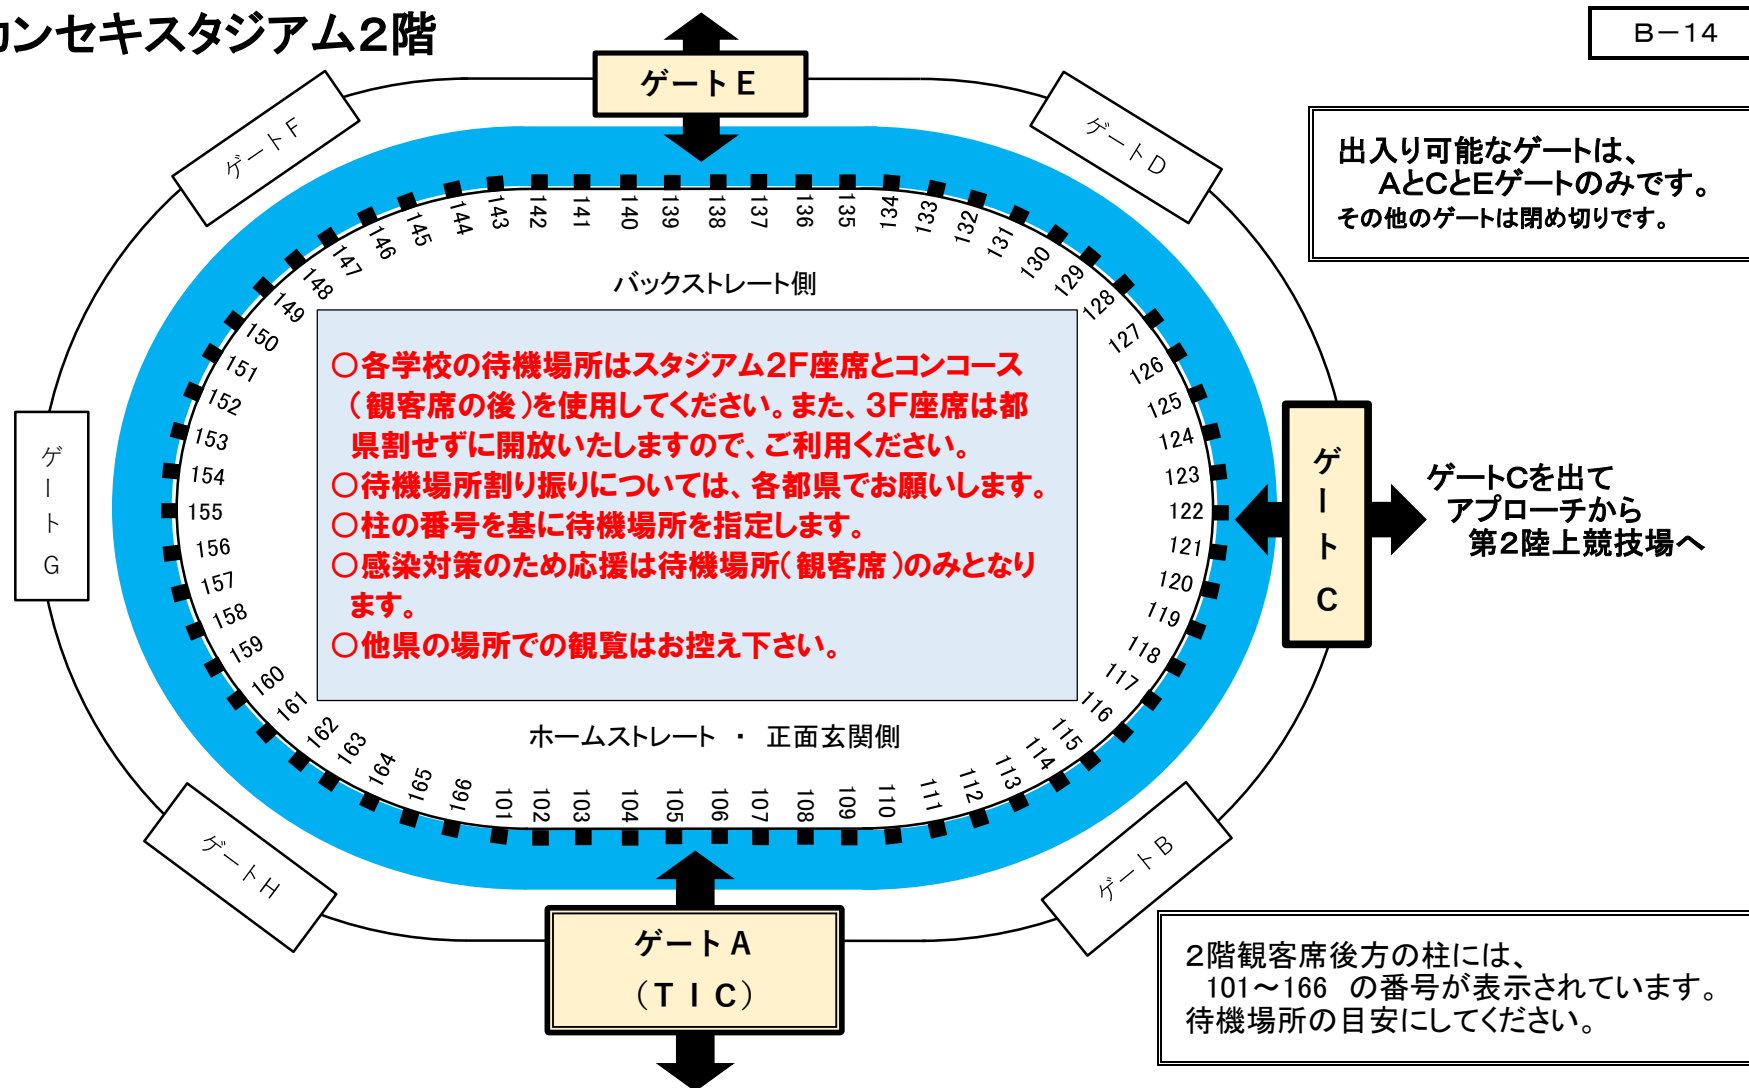 カンセキスタジアム2階
B－14
ゲートE
ゲートF
ゲートD
出入り可能なゲートは、
AとCとEゲートのみです。
その他のゲートは閉め切りです。
143 142 141 140 139 138 137 136 135 134 133 132 131 130 129 128 127 126 125 124 123 122 121 120 119 118 117 116 115 114 113 112 111 110 109 108 107 106 105 104 103 102 101 166 165 164 163 162 161 160 159 158 157 156 155 154 153 152 151 150 149 148 147 146 145 144
バックストレート側
○各学校の待機場所はスタジアム2F座席とコンコース
（観客席の後）を使用してください。また、3F座席は都
県割せずに開放いたしますので、ご利用ください。
○待機場所割り振りについては、各都県でお願いします。
○柱の番号を基に待機場所を指定します。
○感染対策のため応援は待機場所（観客席）のみとなり
ます。
○他県の場所での観覧はお控え下さい。
ゲートG
ゲートC
ゲートCを出て
アプローチから
第2陸上競技場へ
ホームストレート ・ 正面玄関側
ゲートH
ゲートB
ゲートA
（TIC）
2階観客席後方の柱には、
101～166 の番号が表示されています。
待機場所の目安にしてください。